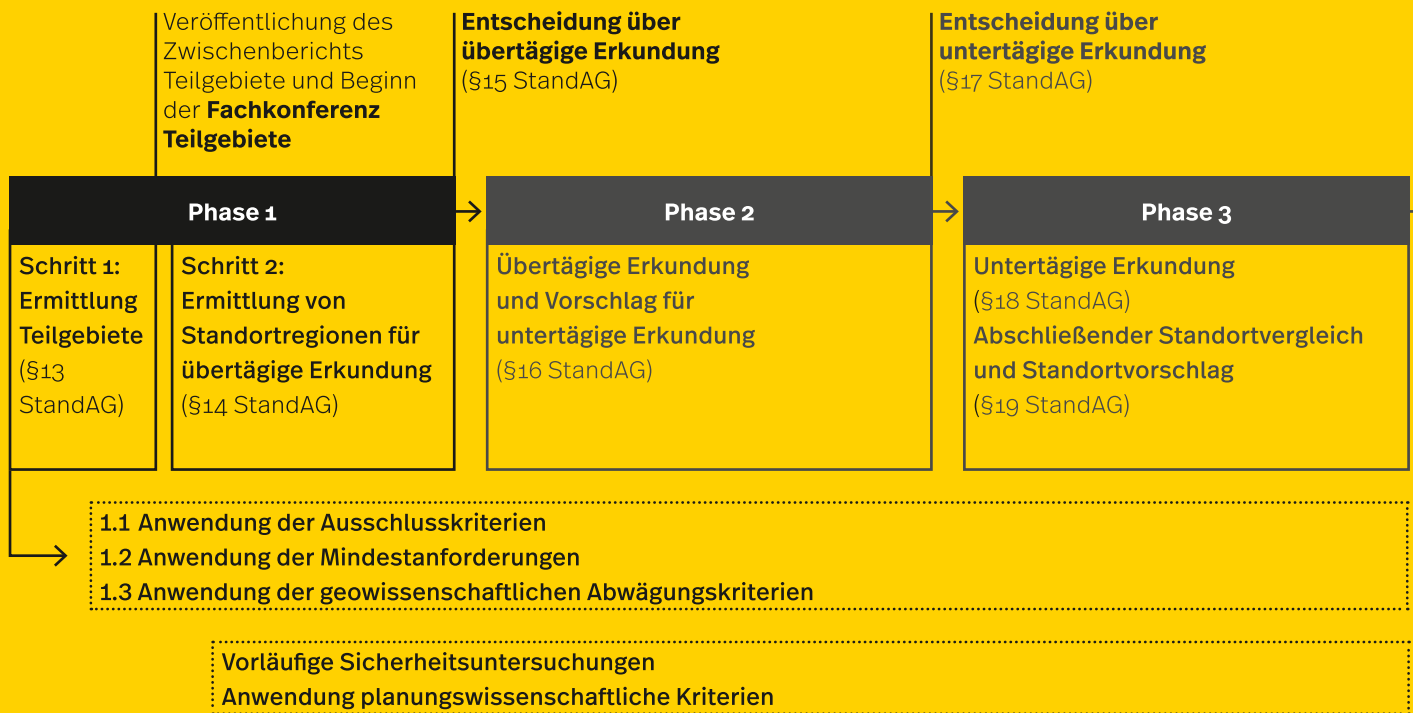 Veröffentlichung des
Zwischenberichts
Teilgebiete und Beginn
der Fachkonferenz
Teilgebiete
Entscheidung über
übertägige Erkundung
(§15 StandAG)
Entscheidung über
untertägige Erkundung
(§17 StandAG)
Phase 1
Phase 2
Phase 3
Schritt 1:
Ermittlung
Teilgebiete
(§13
StandAG)
Schritt 2:
Ermittlung von
Standortregionen für
übertägige Erkundung
(§14 StandAG)
Übertägige Erkundung
und Vorschlag für
untertägige Erkundung
(§16 StandAG)
Untertägige Erkundung
(§18 StandAG)
Abschließender Standortvergleich
und Standortvorschlag
(§19 StandAG)
1.1 Anwendung der Ausschlusskriterien
1.2 Anwendung der Mindestanforderungen
1.3 Anwendung der geowissenschaftlichen Abwägungskriterien
Vorläufige Sicherheitsuntersuchungen
Anwendung planungswissenschaftliche Kriterien